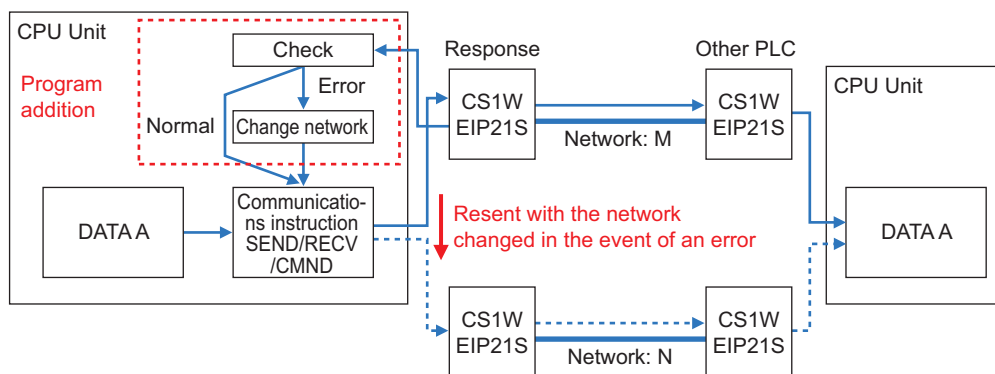 CPU Unit
Check
Response
Other PLC
Program
addition
Error
Normal
Change network
CS1W
EIP21S
Network: M
CS1W
EIP21S
CPU Unit
DATA A
Communicatio-
ns instruction
SEND/RECV
/CMND
Resent with the network
changed in the event of an error
DATA A
CS1W
EIP21S
Network: N
CS1W
EIP21S